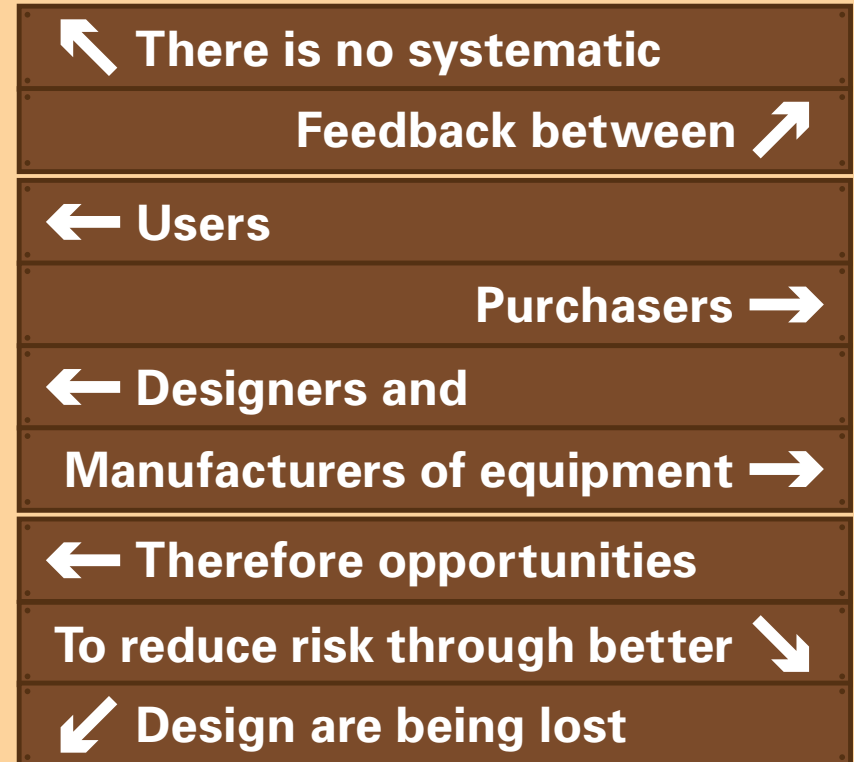 There is no systematic
Feedback between
Users
Purchasers
Designers and
Manufacturers of equipment
Therefore opportunities
To reduce risk through better
Design are being lost